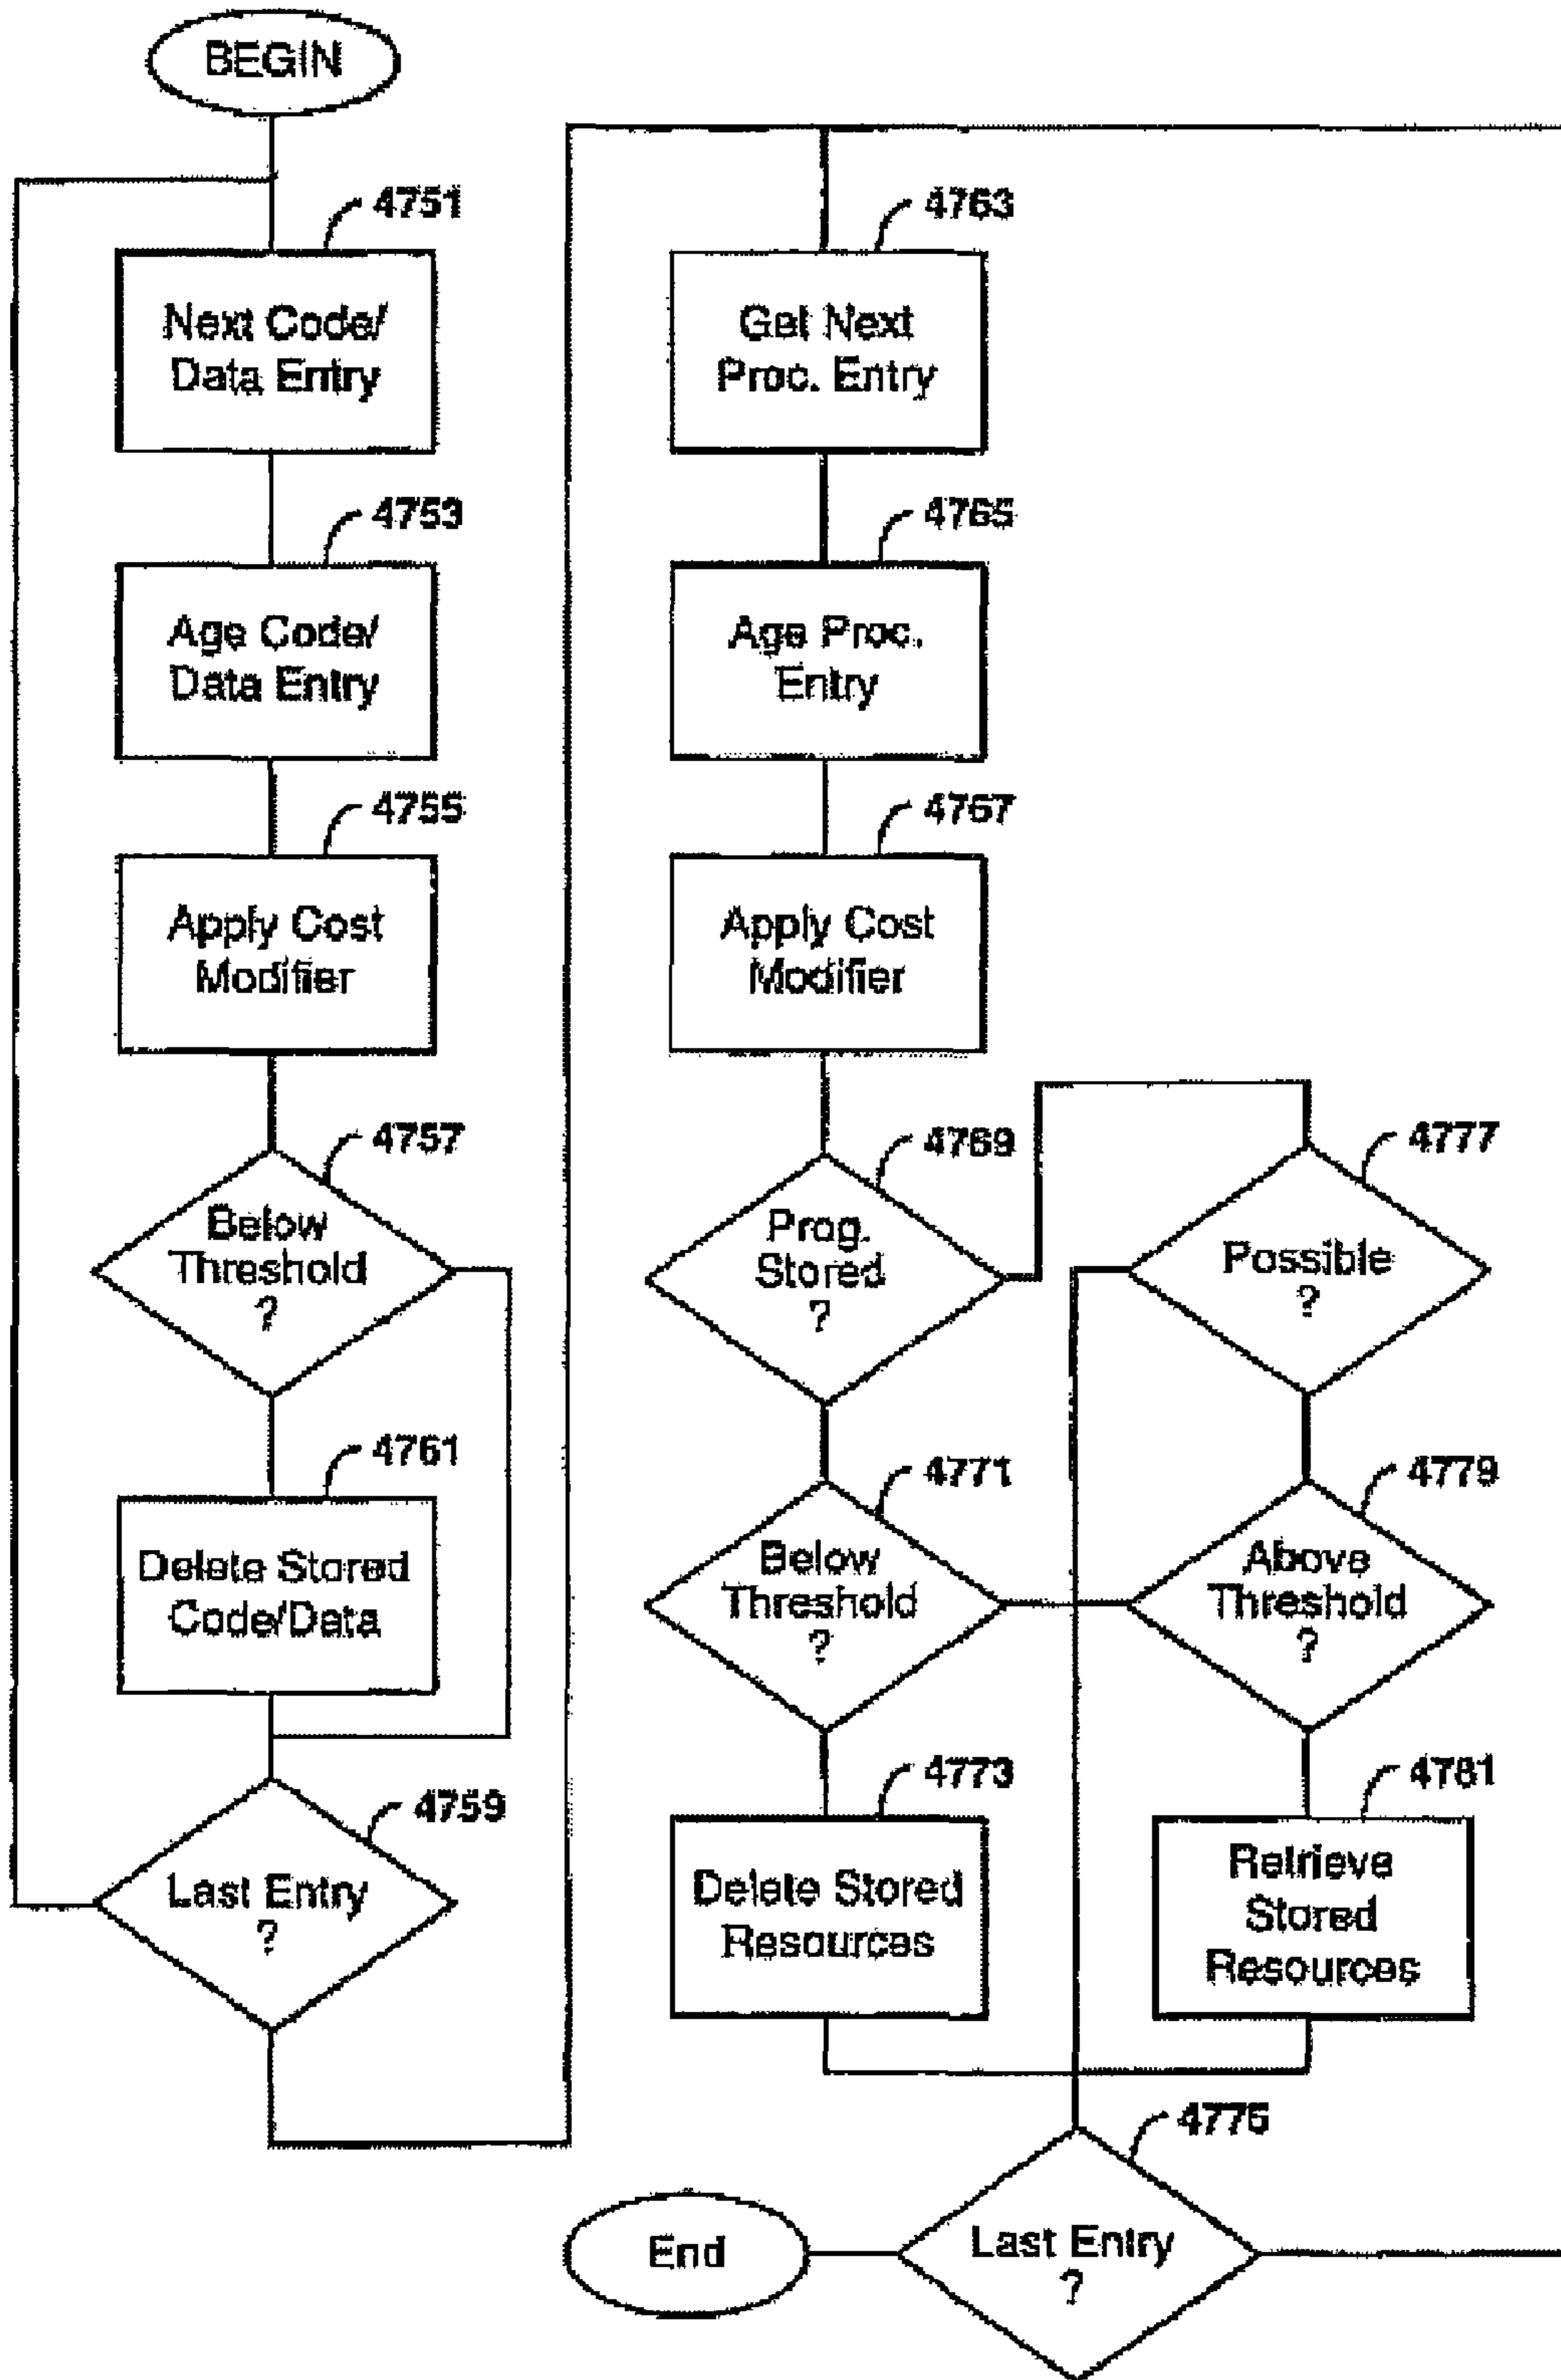 BEGIN
4751
Next Code/
Data Entry
4753
Age Code/
Data Entry
4755
Apply Cost
Modifier
4757
Below
Threshold
?
4761
Delete Stored
Code/Data
4759
Last Entry
?
4763
Get Next
Proc. Entry
4765
Age Proc.
Entry
4767
Apply Cost
Modifier
4769
Prog.
Stored
?
4777
Possible
?
4771
Below
Threshold
?
4779
Above
Threshold
?
4773
Delete Stored
Resources
4781
Retrieve
Stored
Resources
4775
Last Entry
?
End